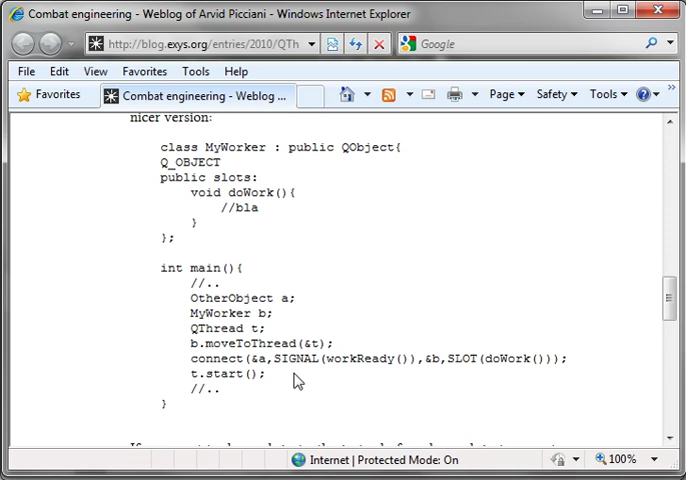 Combat engineering - Weblog of Arvid Picciani - Windows Internet Explorer
http://blog.exys.org/entries/2010/QTh
Google
File Edit View Favorites Tools Help
Favorites
Combat engineering - Weblog ...
Page Safety Tools
nicer version:
class MyWorker : public QObject{
Q_OBJECT
public slots:
void doWork(){
//bla
}
};
int main(){
//..
OtherObject a;
MyWorker b;
QThread t;
b.moveToThread(&t);
connect(&a,SIGNAL(workReady()),&b,SLOT(doWork()));
t.start();
//..
}
Internet | Protected Mode: On
100%